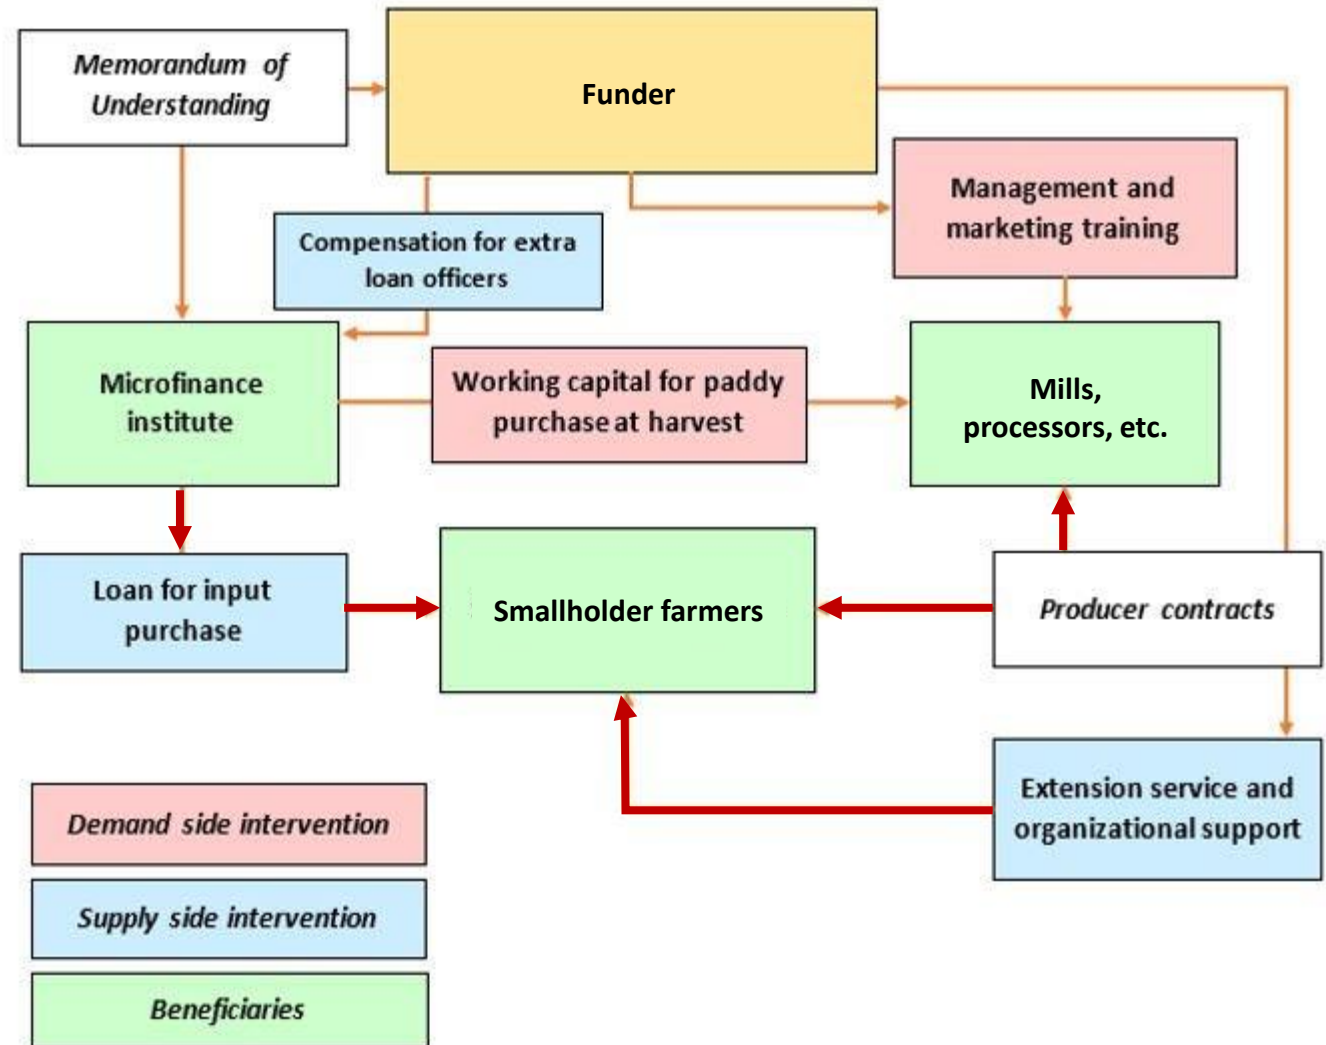 Memorandum of
Understanding
Funder
Management and
marketing training
Compensation for extra
loan officers
Microfinance
institute
Working capital for paddy
purchase at harvest
Mills,
processors, etc.
Loan for input
purchase
Smallholder farmers
Producer contracts
Extension service and
organizational support
Demand side intervention
Supply side intervention
Beneficiaries